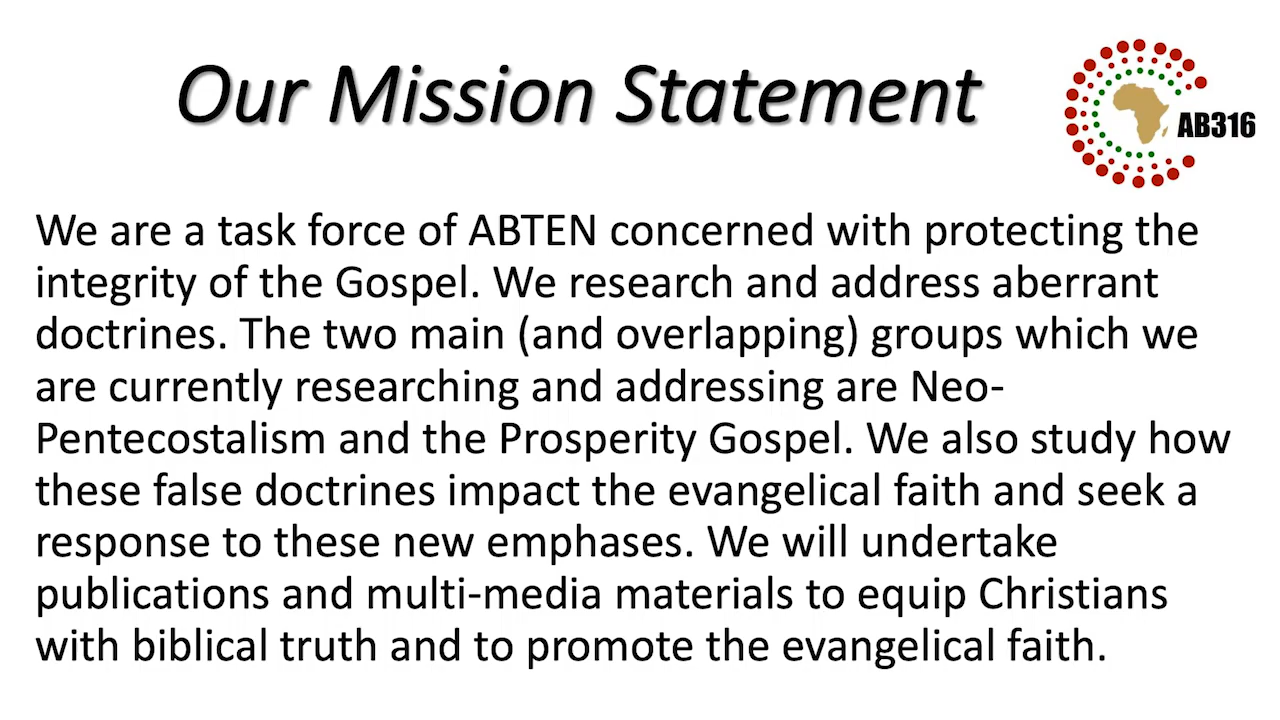 Our Mission Statement
AB316
We are a task force of ABTEN concerned with protecting the
integrity of the Gospel. We research and address aberrant
doctrines. The two main (and overlapping) groups which we
are currently researching and addressing are Neo-
Pentecostalism and the Prosperity Gospel. We also study how
these false doctrines impact the evangelical faith and seek a
response to these new emphases. We will undertake
publications and multi-media materials to equip Christians
with biblical truth and to promote the evangelical faith.